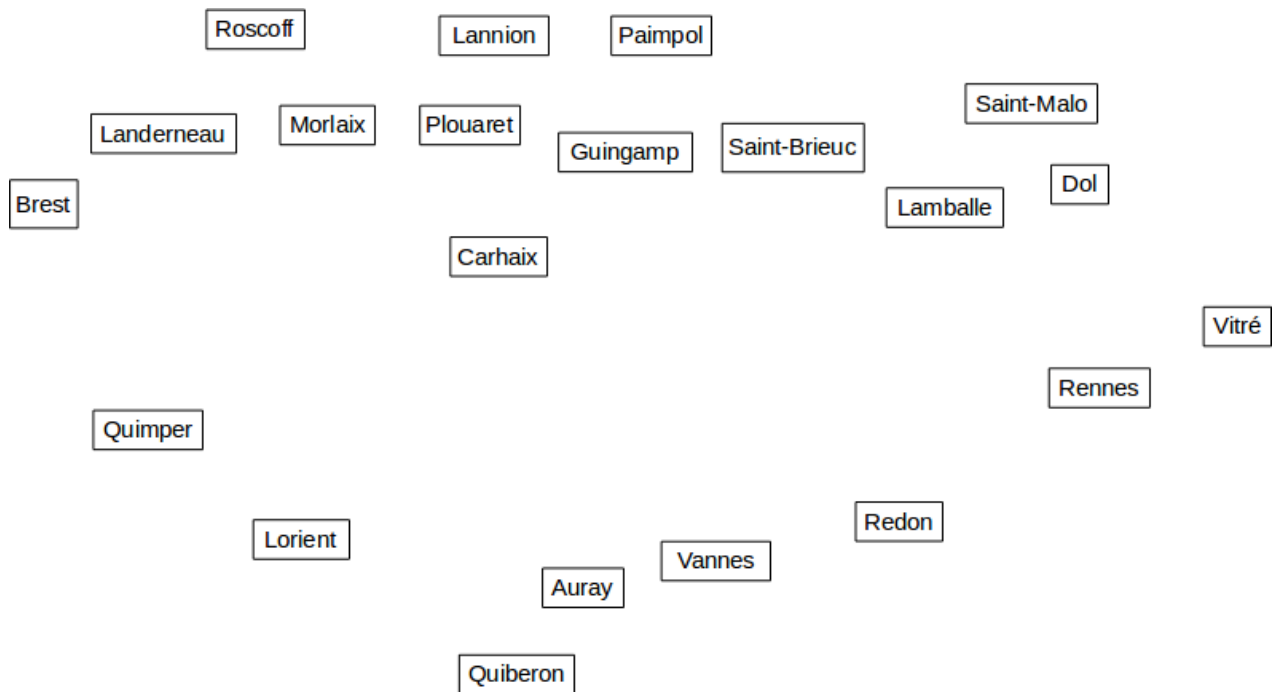 Roscoff
Lannion
Paimpol
Saint-Malo
Landerneau
Morlaix
Plouaret
Guingamp
Saint-Brieuc
Dol
Brest
Lamballe
Carhaix
Vitré
Rennes
Quimper
Redon
Lorient
Vannes
Auray
Quiberon